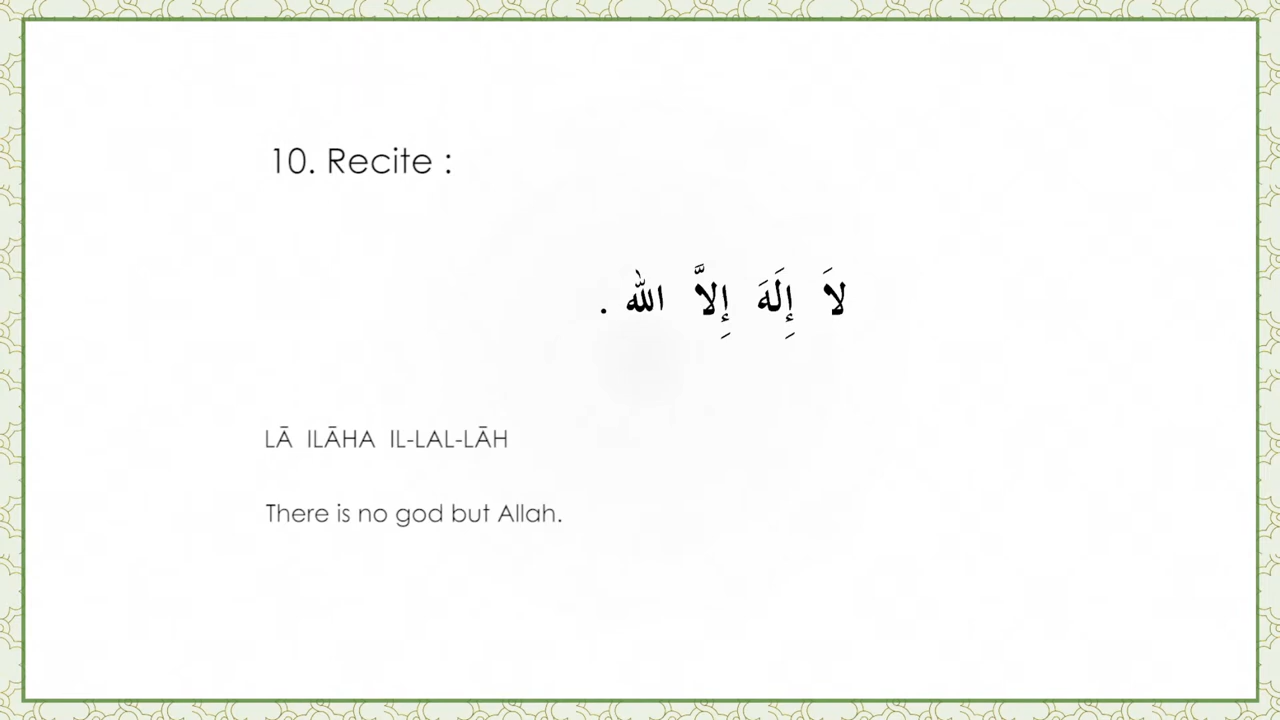 10. Recite :
لاَ إِلَهَ إِلاَّ الله .
LĀ ILĀHA IL-LAL-LĀH
There is no god but Allah.